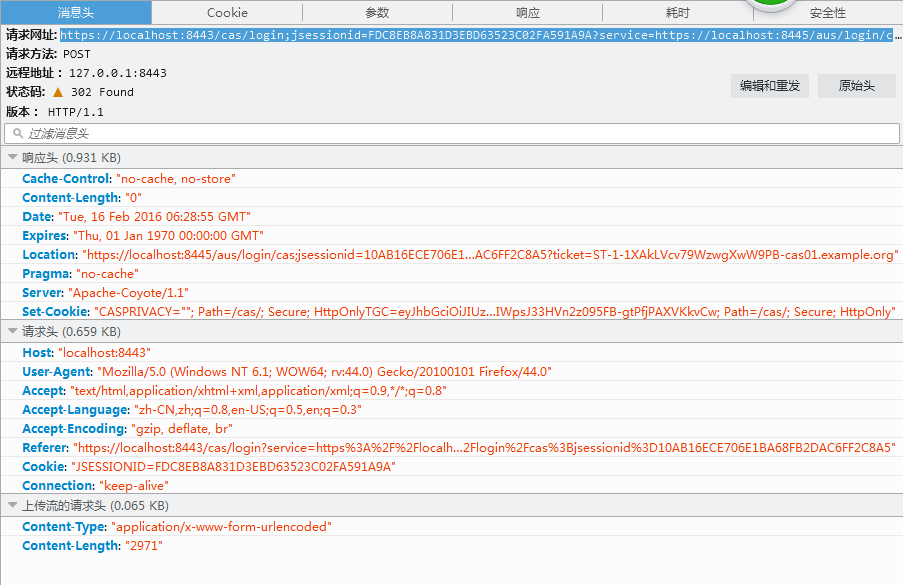 消息头 Cookie 参数 响应 耗时 安全性
请求网址: https://localhost:8443/cas/login;jsessionid=FDC8EB8A831D3EBD63523C02FA591A9A?service=https://localhost:8445/aus/login/c…
请求方法: POST
远程地址： 127.0.0.1:8443
状态码: 302 Found
编辑和重发 原始头
版本： HTTP/1.1
过滤消息头
响应头 (0.931 KB)
Cache-Control: "no-cache, no-store"
Content-Length: "0"
Date: "Tue, 16 Feb 2016 06:28:55 GMT"
Expires: "Thu, 01 Jan 1970 00:00:00 GMT"
Location: "https://localhost:8445/aus/login/cas;jsessionid=10AB16ECE706E1…AC6FF2C8A5?ticket=ST-1-1XAkLVcv79WzwgXwW9PB-cas01.example.org"
Pragma: "no-cache"
Server: "Apache-Coyote/1.1"
Set-Cookie: "CASPRIVACY=""; Path=/cas/; Secure; HttpOnlyTGC=eyJhbGciOiJIUz…IWpsJ33HVn2z095FB-gtPfjPAXVKkvCw; Path=/cas/; Secure; HttpOnly"
请求头 (0.659 KB)
Host: "localhost:8443"
User-Agent: "Mozilla/5.0 (Windows NT 6.1; WOW64; rv:44.0) Gecko/20100101 Firefox/44.0"
Accept: "text/html,application/xhtml+xml,application/xml;q=0.9,*/*;q=0.8"
Accept-Language: "zh-CN,zh;q=0.8,en-US;q=0.5,en;q=0.3"
Accept-Encoding: "gzip, deflate, br"
Referer: "https://localhost:8443/cas/login?service=https%3A%2F%2Flocalh…2Flogin%2Fcas%3Bjsessionid%3D10AB16ECE706E1BA68FB2DAC6FF2C8A5"
Cookie: "JSESSIONID=FDC8EB8A831D3EBD63523C02FA591A9A"
Connection: "keep-alive"
上传流的请求头 (0.065 KB)
Content-Type: "application/x-www-form-urlencoded"
Content-Length: "2971"